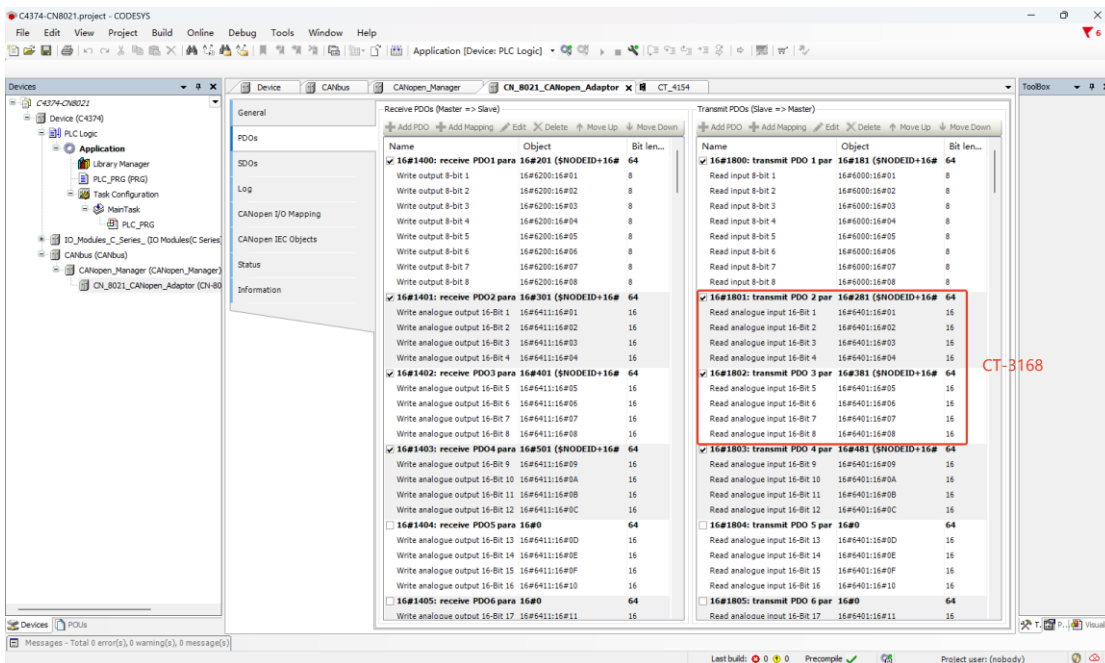 C4374-CN8021.project - CODESYS
File Edit View Project Build Online Debug Tools Window Help
Application [Device: PLC Logic]
6
Devices
C4374-CN8021
Device (C4374)
PLC Logic
Application
Library Manager
PLC_PRG (PRG)
Task Configuration
MainTask
PLC_PRG
IO_Modules_C_Series_ (IO Modules(C Series
CANbus (CANbus)
CANopen_Manager (CANopen_Manager)
CN_8021_CANopen_Adaptor (CN-80
Devices POUs
Device CANbus CANopen_Manager CN_8021_CANopen_Adaptor CT_4154
General
PDOs
SDOs
Log
CANopen I/O Mapping
CANopen IEC Objects
Status
Information
Receive PDOs (Master => Slave)
Add PDO Add Mapping Edit Delete Move Up Move Down
Name Object Bit len...
16#1400: receive PDO1 para 16#201 ($NODEID+16# 64
Write output 8-bit 1 16#6200:16#01 8
Write output 8-bit 2 16#6200:16#02 8
Write output 8-bit 3 16#6200:16#03 8
Write output 8-bit 4 16#6200:16#04 8
Write output 8-bit 5 16#6200:16#05 8
Write output 8-bit 6 16#6200:16#06 8
Write output 8-bit 7 16#6200:16#07 8
Write output 8-bit 8 16#6200:16#08 8
16#1401: receive PDO2 para 16#301 ($NODEID+16# 64
Write analogue output 16-Bit 1 16#6411:16#01 16
Write analogue output 16-Bit 2 16#6411:16#02 16
Write analogue output 16-Bit 3 16#6411:16#03 16
Write analogue output 16-Bit 4 16#6411:16#04 16
16#1402: receive PDO3 para 16#401 ($NODEID+16# 64
Write analogue output 16-Bit 5 16#6411:16#05 16
Write analogue output 16-Bit 6 16#6411:16#06 16
Write analogue output 16-Bit 7 16#6411:16#07 16
Write analogue output 16-Bit 8 16#6411:16#08 16
16#1403: receive PDO4 para 16#501 ($NODEID+16# 64
Write analogue output 16-Bit 9 16#6411:16#09 16
Write analogue output 16-Bit 10 16#6411:16#0A 16
Write analogue output 16-Bit 11 16#6411:16#0B 16
Write analogue output 16-Bit 12 16#6411:16#0C 16
16#1404: receive PDO5 para 16#0 64
Write analogue output 16-Bit 13 16#6411:16#0D 16
Write analogue output 16-Bit 14 16#6411:16#0E 16
Write analogue output 16-Bit 15 16#6411:16#0F 16
Write analogue output 16-Bit 16 16#6411:16#10 16
16#1405: receive PDO6 para 16#0 64
Write analogue output 16-Bit 17 16#6411:16#11 16
Transmit PDOs (Slave => Master)
Add PDO Add Mapping Edit Delete Move Up Move Down
Name Object Bit len...
16#1800: transmit PDO 1 par 16#181 ($NODEID+16# 64
Read input 8-bit 1 16#6000:16#01 8
Read input 8-bit 2 16#6000:16#02 8
Read input 8-bit 3 16#6000:16#03 8
Read input 8-bit 4 16#6000:16#04 8
Read input 8-bit 5 16#6000:16#05 8
Read input 8-bit 6 16#6000:16#06 8
Read input 8-bit 7 16#6000:16#07 8
Read input 8-bit 8 16#6000:16#08 8
16#1801: transmit PDO 2 par 16#281 ($NODEID+16# 64
Read analogue input 16-Bit 1 16#6401:16#01 16
Read analogue input 16-Bit 2 16#6401:16#02 16
Read analogue input 16-Bit 3 16#6401:16#03 16
Read analogue input 16-Bit 4 16#6401:16#04 16
16#1802: transmit PDO 3 par 16#381 ($NODEID+16# 64
Read analogue input 16-Bit 5 16#6401:16#05 16
Read analogue input 16-Bit 6 16#6401:16#06 16
Read analogue input 16-Bit 7 16#6401:16#07 16
Read analogue input 16-Bit 8 16#6401:16#08 16
16#1803: transmit PDO 4 par 16#481 ($NODEID+16# 64
Read analogue input 16-Bit 9 16#6401:16#09 16
Read analogue input 16-Bit 10 16#6401:16#0A 16
Read analogue input 16-Bit 11 16#6401:16#0B 16
Read analogue input 16-Bit 12 16#6401:16#0C 16
16#1804: transmit PDO 5 par 16#0 64
Read analogue input 16-Bit 13 16#6401:16#0D 16
Read analogue input 16-Bit 14 16#6401:16#0E 16
Read analogue input 16-Bit 15 16#6401:16#0F 16
Read analogue input 16-Bit 16 16#6401:16#10 16
16#1805: transmit PDO 6 par 16#0 64
Read analogue input 16-Bit 17 16#6401:16#11 16
CT-3168
ToolBox
T... P... Visual
Messages - Total 0 error(s), 0 warning(s), 0 message(s)
Last build: 0 0 Precompile Project user: (nobody)